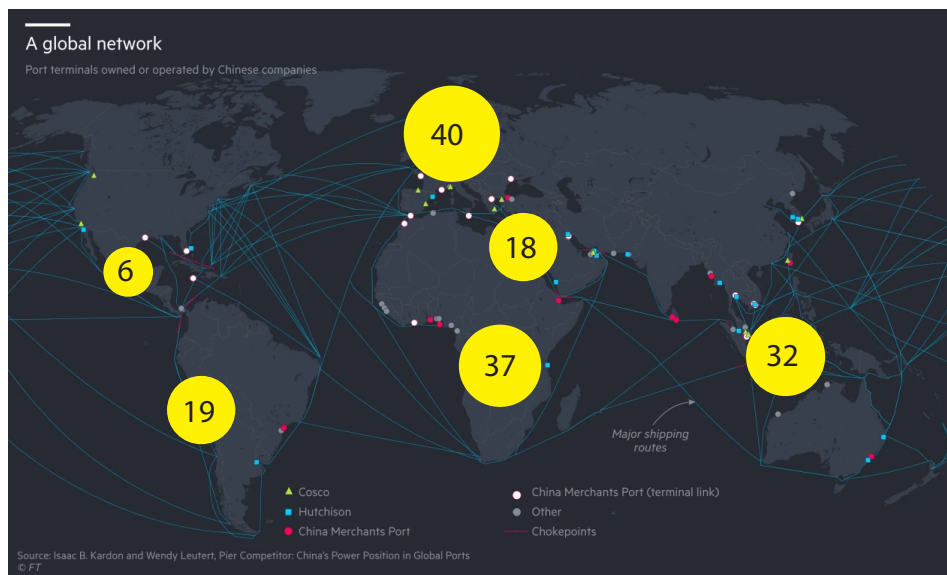 A global network
Port terminals owned or operated by Chinese companies
40
18
6
37
32
19
Major shipping
routes
Cosco
Hutchison
China Merchants Port
China Merchants Port (terminal link)
Other
Chokepoints
Source: Isaac B. Kardon and Wendy Leutert, Pier Competitor: China's Power Position in Global Ports
© FT